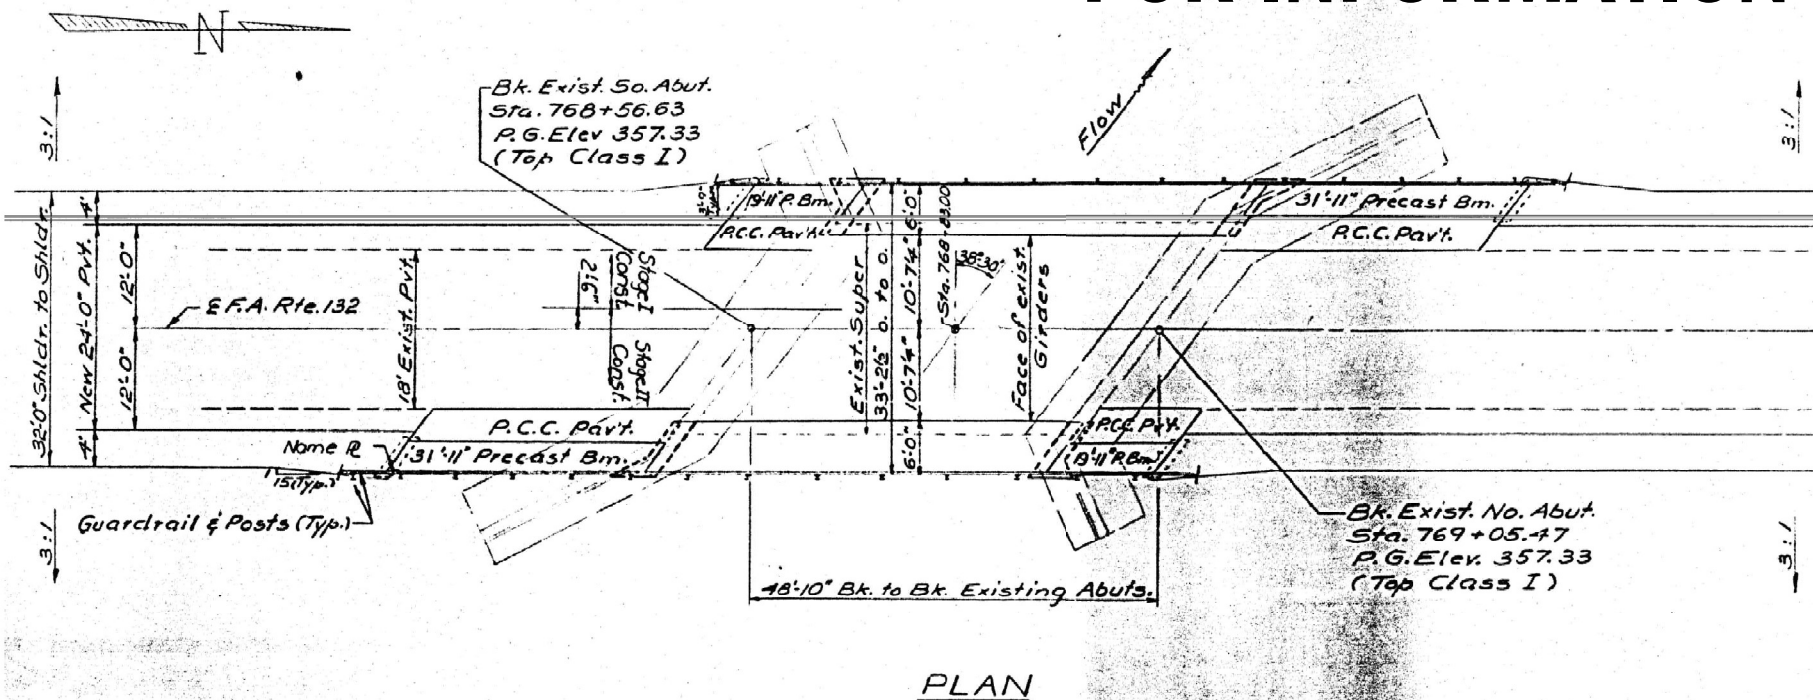 FOR INFORMATION
N
Bk. Exist. So. Abut.
Sta. 768+56.63
P.G. Elev 357.33
(Top Class I)
Flow
3:1
3:1
19'-11" P. Bm.
31'-11" Precast Bm.
P.C.C. Pav't.
P.C.C. Pav't.
32'-0" Shldr. to Shldr.
4'
New 24'-0" Pvt.
4'
12'-0"
12'-0"
℄ F.A. Rte. 132
18' Exist. Pvt.
2'-6"
Stage I
Const.
Stage II
Const.
Exist. Super
33'-2½" o. to o.
6'-0"
10'-7¼"
10'-7¼"
6'-0"
Sta. 768+83.00
38°30'
Face of exist.
Girders
P.C.C. Pav't.
31'-11" Precast Bm.
P.C.C. Pvt.
19'-11" P. Bm.
Name ℞
15 (Typ.)
Guardrail & Posts (Typ.)
3:1
3:1
Bk. Exist. No. Abut.
Sta. 769+05.47
P.G. Elev. 357.33
(Top Class I)
48'-10" Bk. to Bk. Existing Abuts.
PLAN